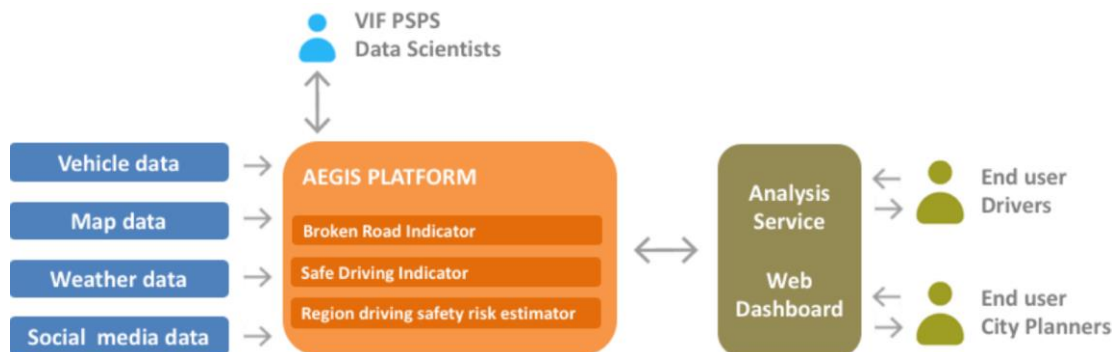 VIF PSPS
Data Scientists
Vehicle data
Map data
Weather data
Social media data
AEGIS PLATFORM
Broken Road Indicator
Safe Driving Indicator
Region driving safety risk estimator
Analysis
Service
Web
Dashboard
End user
Drivers
End user
City Planners